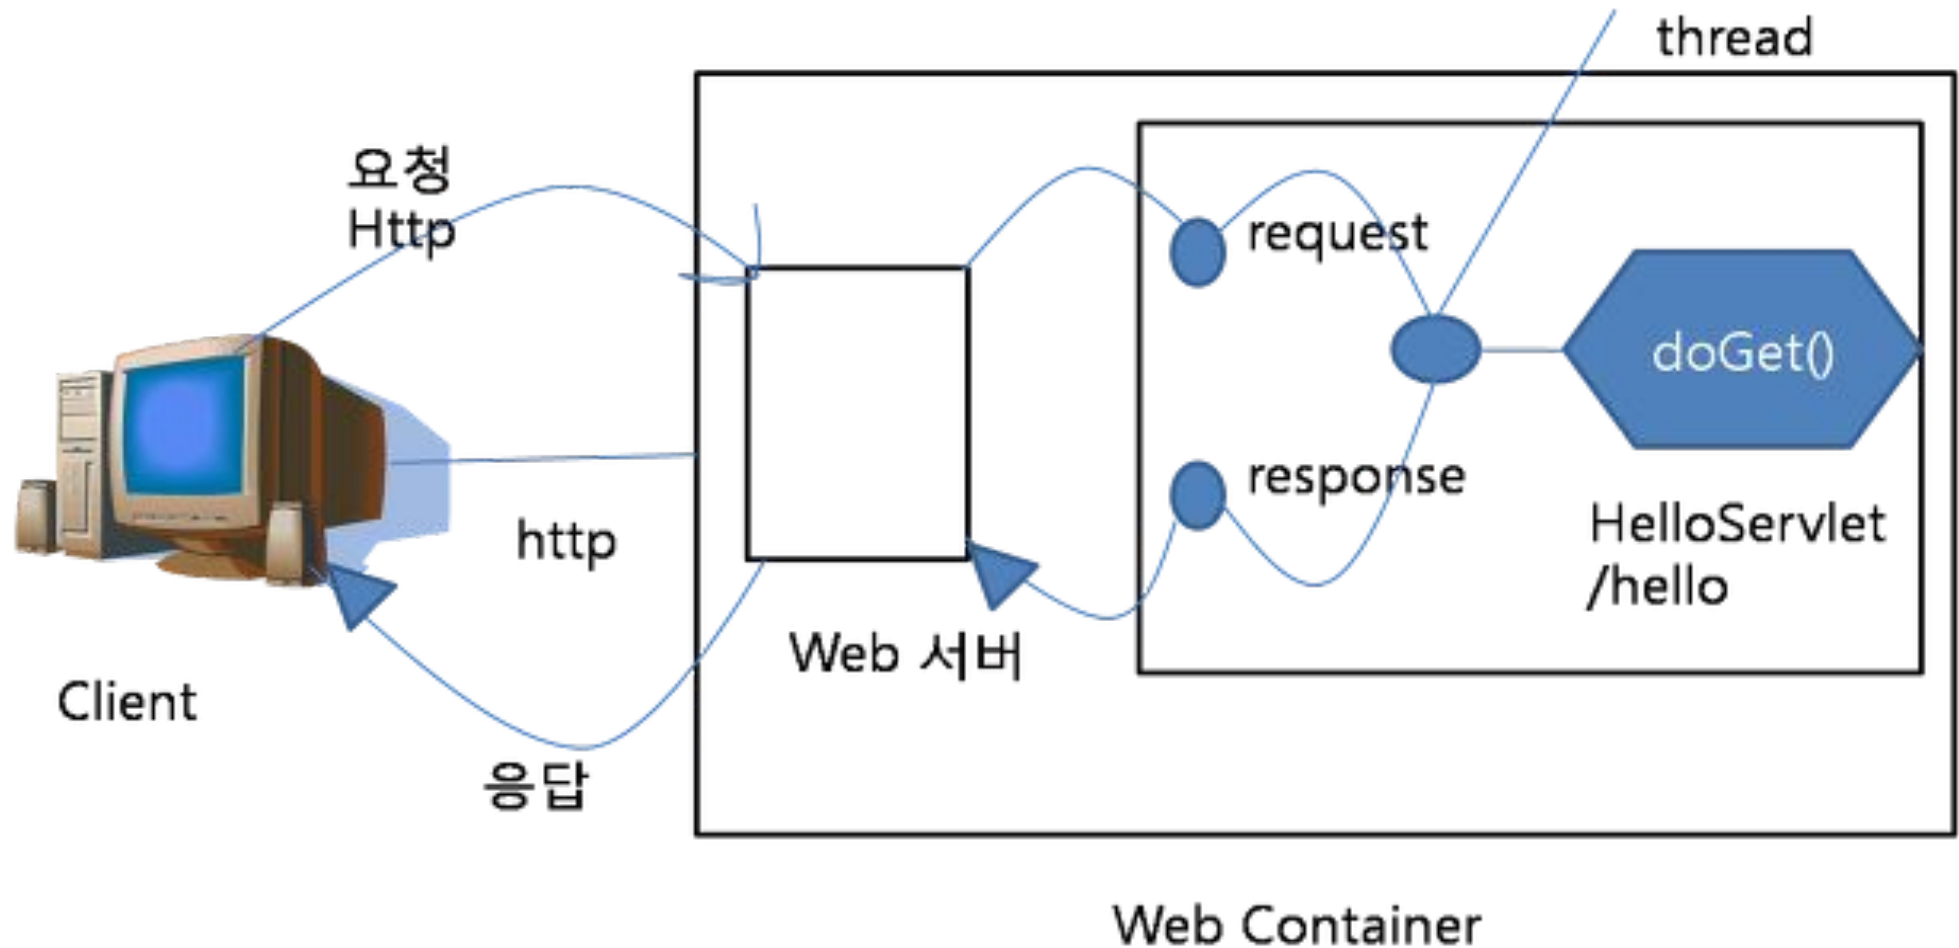 thread
요청
Http
request
doGet()
response
http
HelloServlet
/hello
Web 서버
Client
응답
Web Container